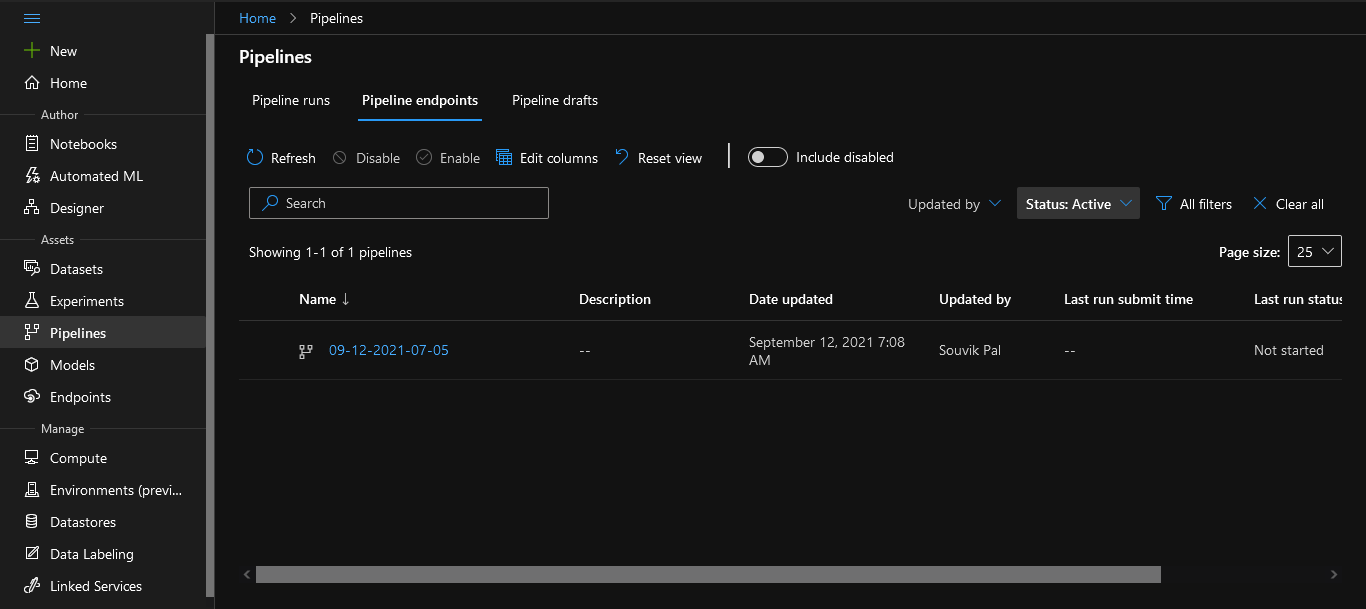 Home > Pipelines
New
Home
Author
Notebooks
Automated ML
Designer
Assets
Datasets
Experiments
Pipelines
Models
Endpoints
Manage
Compute
Environments (previ...
Datastores
Data Labeling
Linked Services
Pipelines
Pipeline runs Pipeline endpoints Pipeline drafts
Refresh Disable Enable Edit columns Reset view Include disabled
Search Updated by Status: Active All filters Clear all
Showing 1-1 of 1 pipelines Page size: 25
Name ↓ Description Date updated Updated by Last run submit time Last run status
09-12-2021-07-05 -- September 12, 2021 7:08 Souvik Pal -- Not started
AM